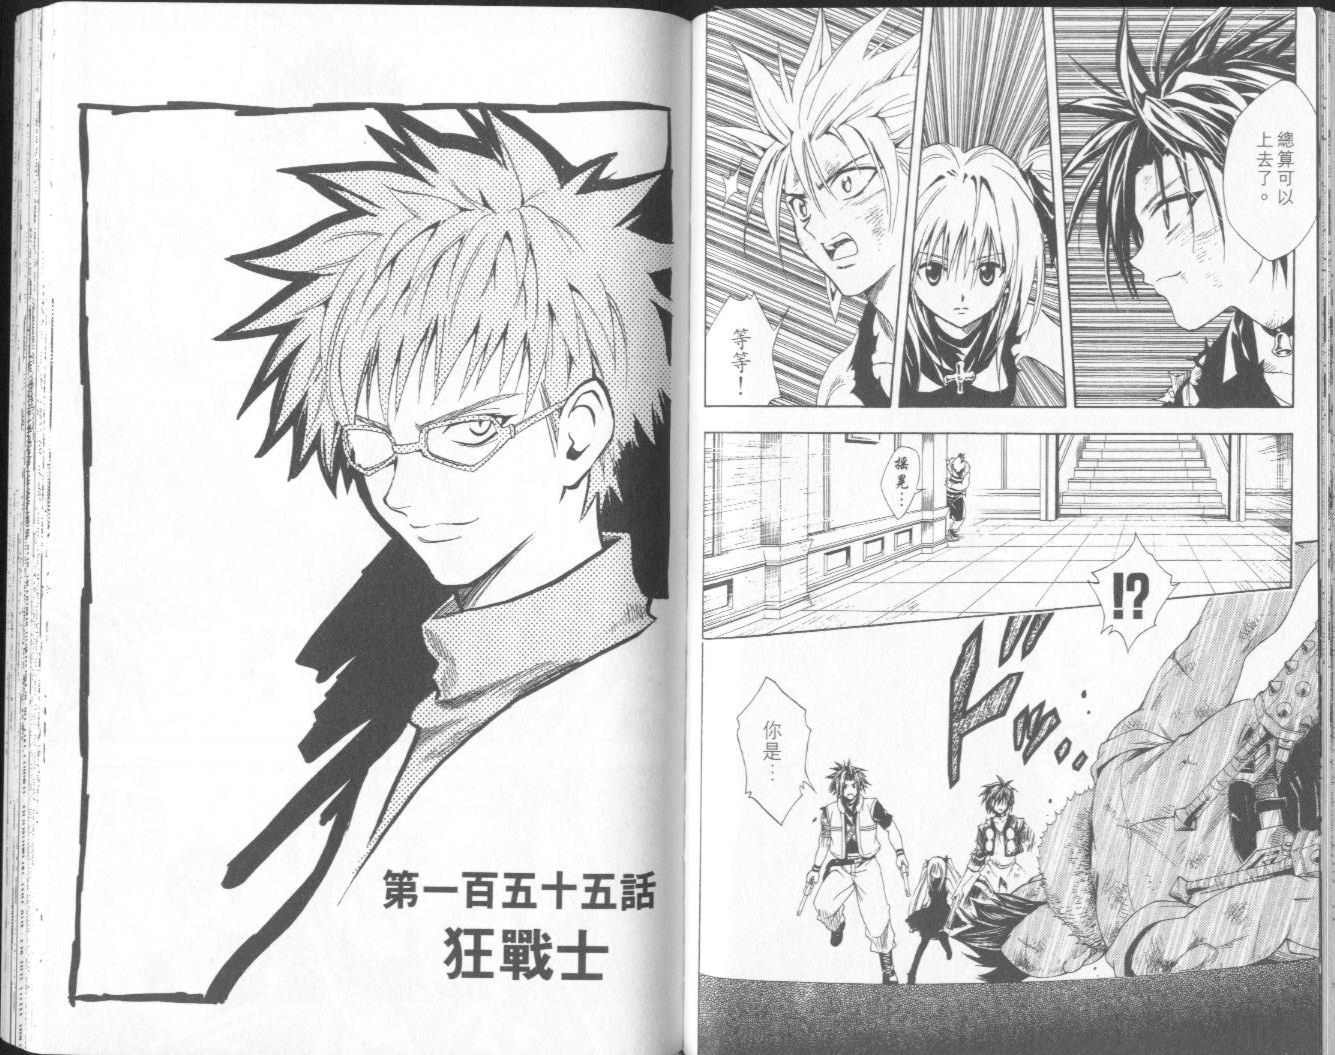 總算可以
上去了。
等等！
搖晃…
！？
ドドッ…
你是…
第一百五十五話
狂戰士